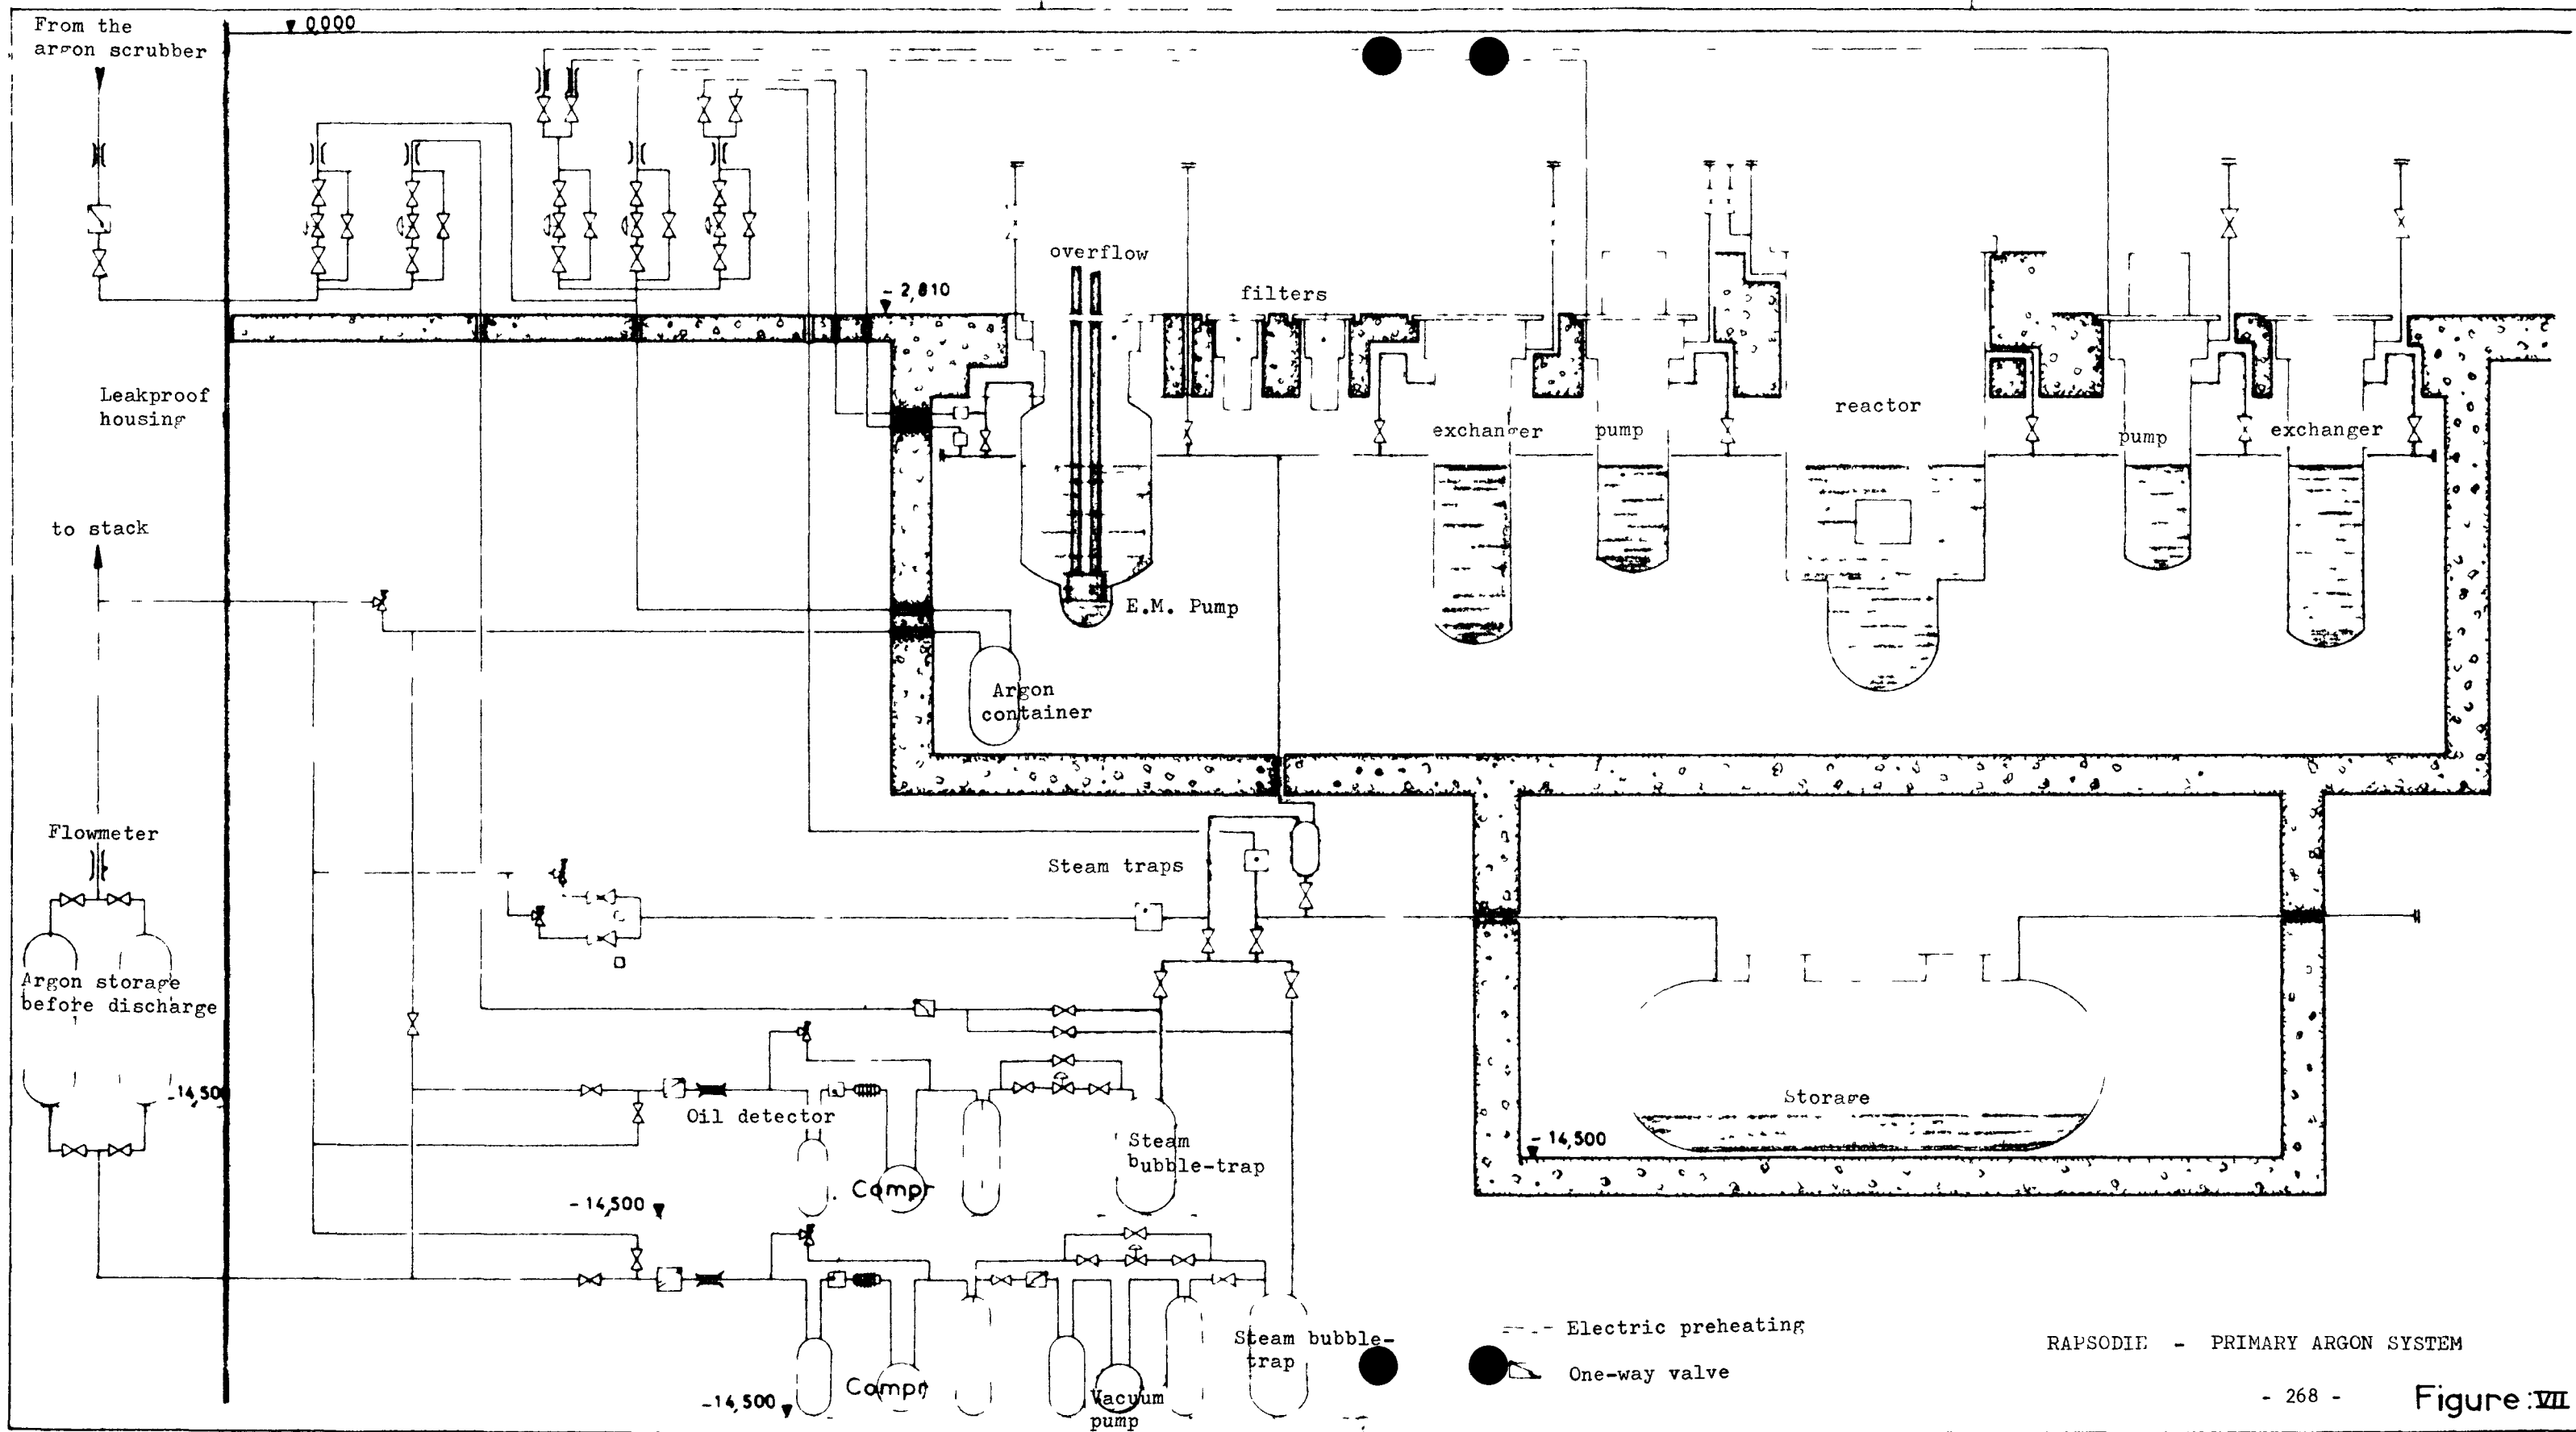 From the
argon scrubber
0,000
overflow
- 2,810
filters
Leakproof
housing
reactor
exchanger
pump
pump
exchanger
to stack
E.M. Pump
Argon
container
Flowmeter
Steam traps
Argon storage
before discharge
-14,500
Oil detector
Storage
Steam
bubble-trap
- 14,500
Compr
- 14,500
Steam bubble-
trap
Compr
Vacuum
pump
-14,500
Electric preheating
One-way valve
RAPSODIE - PRIMARY ARGON SYSTEM
- 268 -
Figure:VII